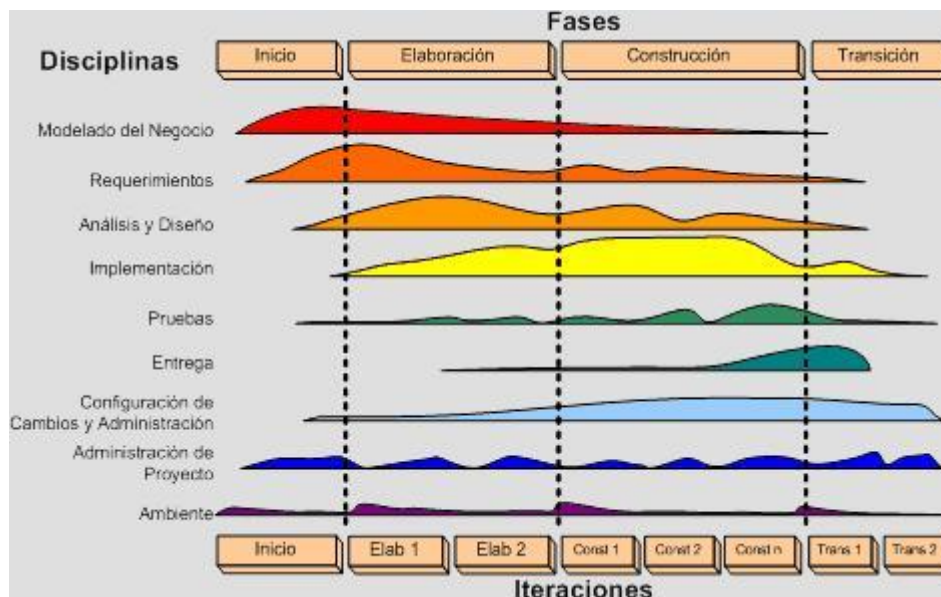 Fases
Disciplinas
Inicio
Elaboración
Construcción
Transición
Modelado del Negocio
Requerimientos
Análisis y Diseño
Implementación
Pruebas
Entrega
Configuración de
Cambios y Administración
Administración de
Proyecto
Ambiente
Inicio
Elab 1
Elab 2
Const 1
Const 2
Const n
Trans 1
Trans 2
Iteraciones